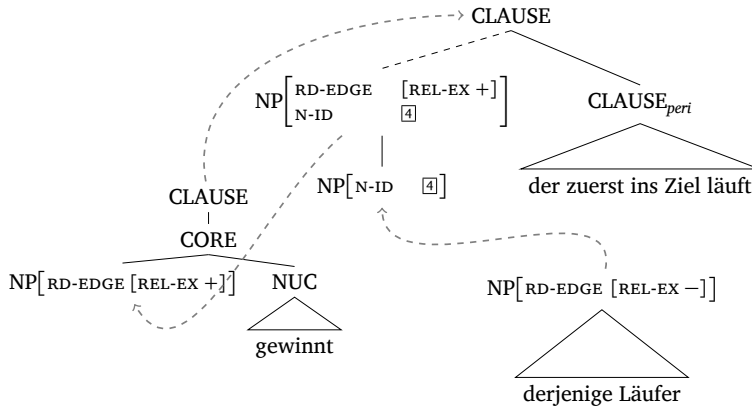 CLAUSE
NP[RD-EDGE [REL-EX +]
N-ID 4]
CLAUSEperi
NP[N-ID 4]
der zuerst ins Ziel läuft
CLAUSE
CORE
NP[RD-EDGE [REL-EX +]]
NUC
NP[RD-EDGE [REL-EX −]]
gewinnt
derjenige Läufer